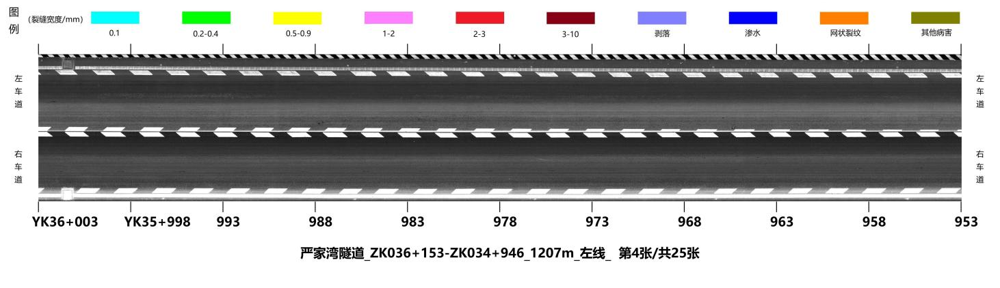 图例
(裂缝宽度/mm)
0.1
0.2-0.4
0.5-0.9
1-2
2-3
3-10
剥落
渗水
网状裂纹
其他病害
左车道
左车道
右车道
右车道
YK36+003 YK35+998 993 988 983 978 973 968 963 958 953
严家湾隧道_ZK036+153-ZK034+946_1207m_左线_ 第4张/共25张